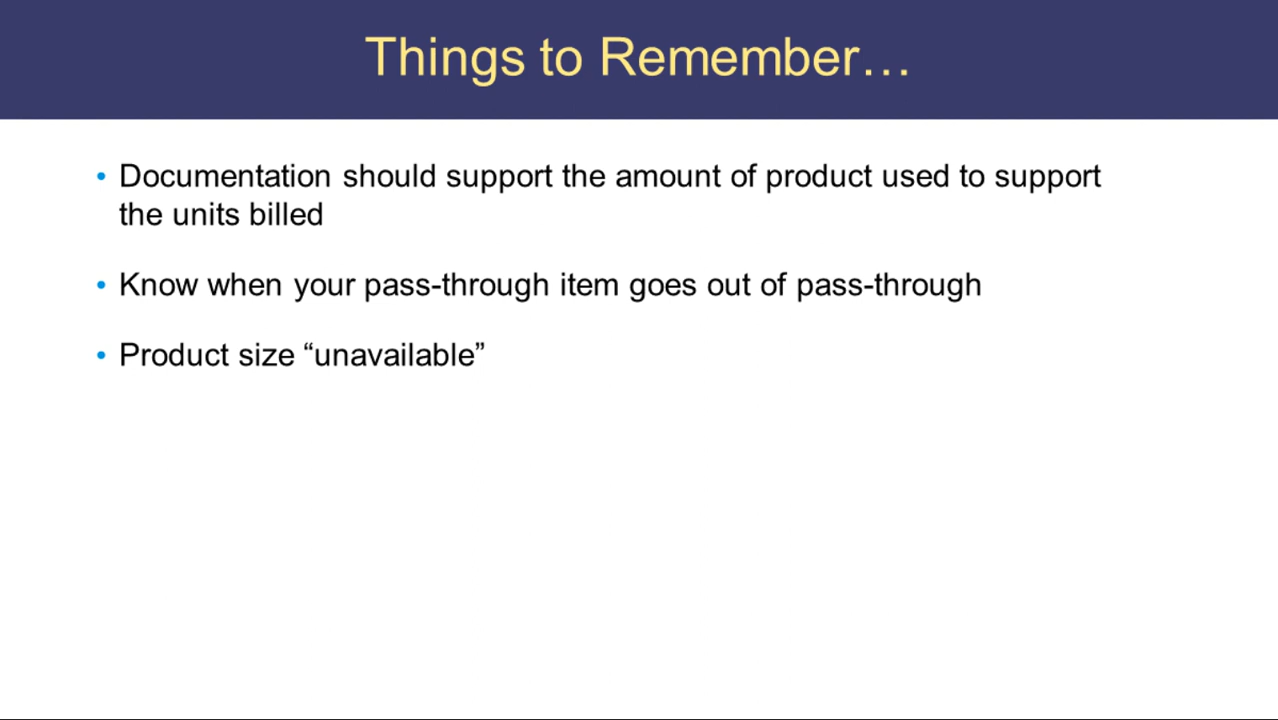 Things to Remember…
• Documentation should support the amount of product used to support
the units billed
• Know when your pass-through item goes out of pass-through
• Product size “unavailable”